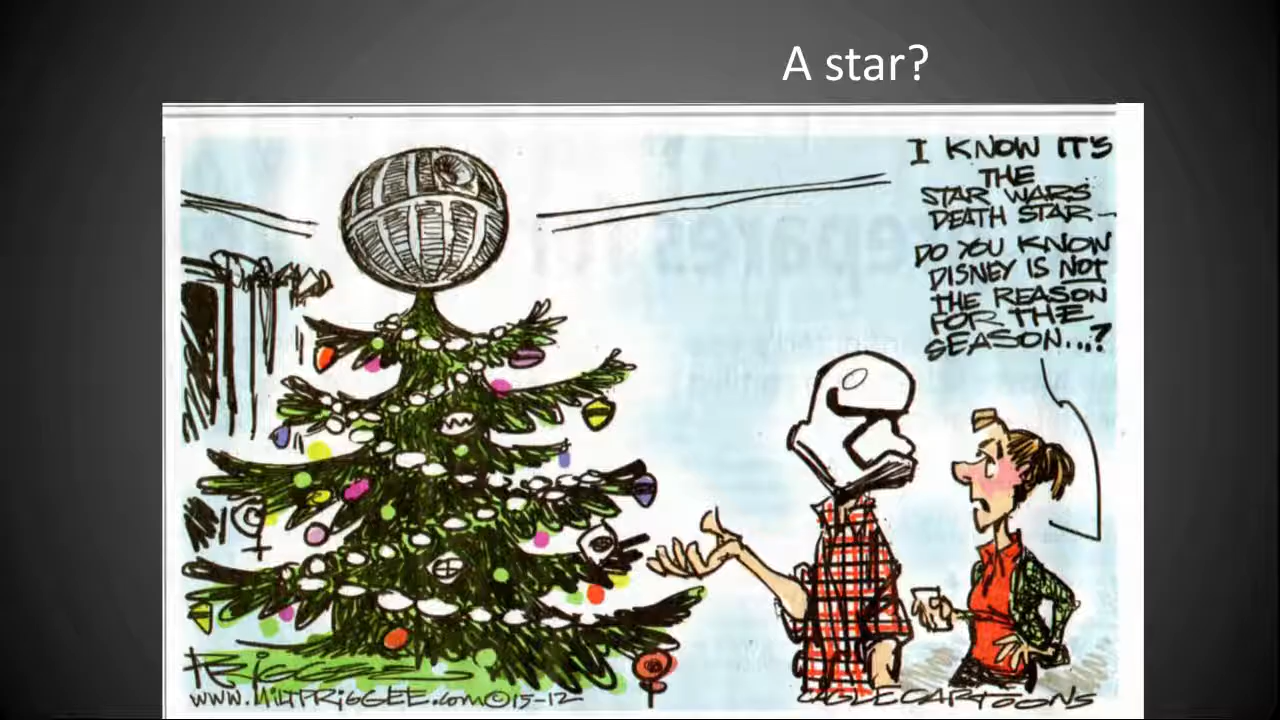 A star?
I KNOW IT'S
THE
STAR WARS
DEATH STAR -
DO YOU KNOW
DISNEY IS NOT
THE REASON
FOR THE
SEASON...?
www.MiLTPRiGGEE.com©15-12
CAGLECARTOONS